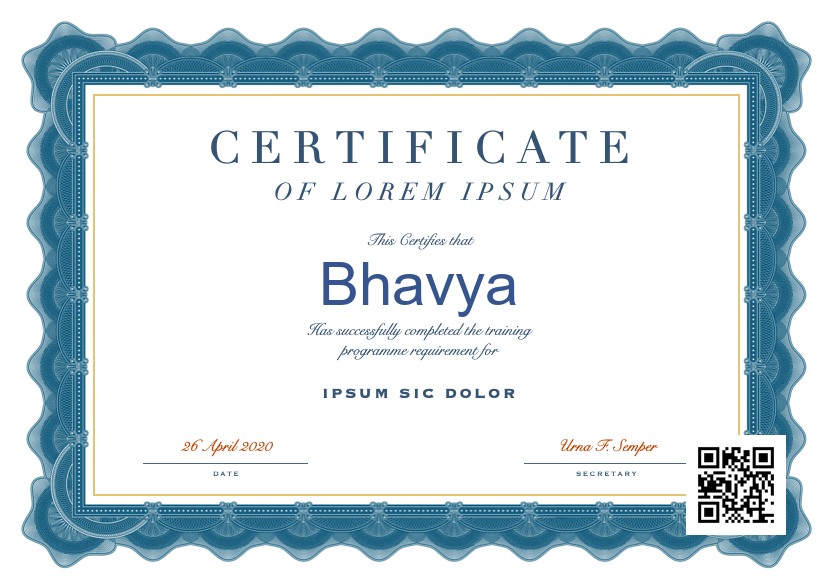 CERTIFICATE
OF LOREM IPSUM
This Certifies that
Bhavya
Has successfully completed the training
programme requirement for
IPSUM SIC DOLOR
26 April 2020
Urna F. Semper
DATE
SECRETARY